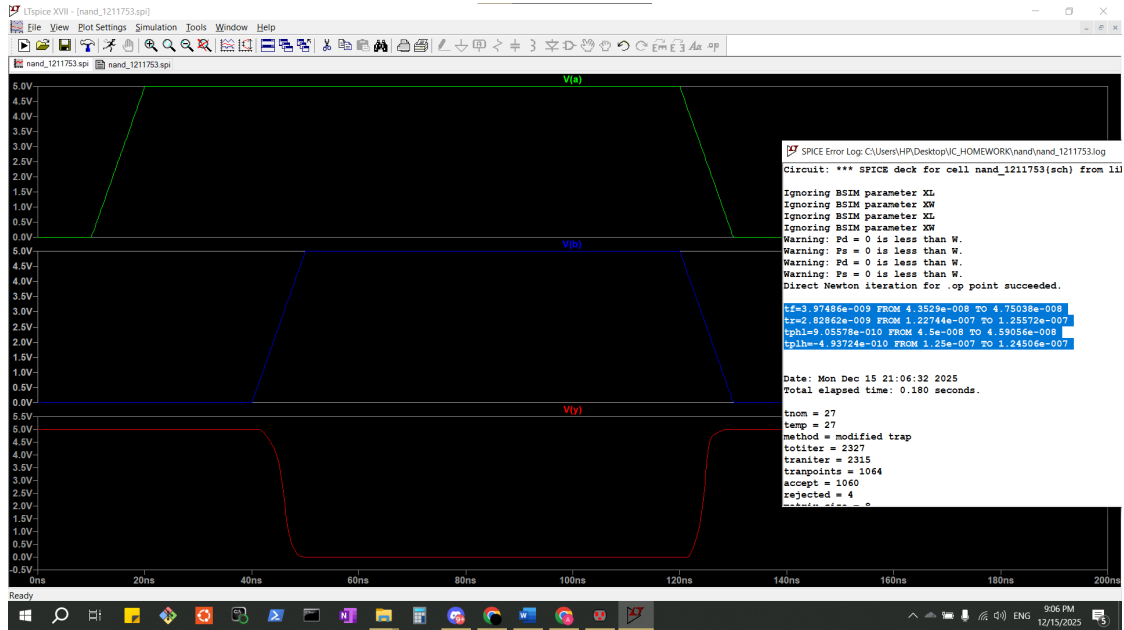 LTspice XVII - [nand_1211753.spi]
File View Plot Settings Simulation Tools Window Help
nand_1211753.spi nand_1211753.spi
V(a)
5.0V
4.5V
4.0V
3.5V
3.0V
2.5V
2.0V
1.5V
1.0V
0.5V
0.0V
V(b)
5.0V
4.5V
4.0V
3.5V
3.0V
2.5V
2.0V
1.5V
1.0V
0.5V
0.0V
V(y)
5.5V
5.0V
4.5V
4.0V
3.5V
3.0V
2.5V
2.0V
1.5V
1.0V
0.5V
0.0V
-0.5V
0ns 20ns 40ns 60ns 80ns 100ns 120ns 140ns 160ns 180ns 200ns
SPICE Error Log: C:\Users\HP\Desktop\IC_HOMEWORK\nand\nand_1211753.log
Circuit: *** SPICE deck for cell nand_1211753{sch} from li
Ignoring BSIM parameter XL
Ignoring BSIM parameter XW
Ignoring BSIM parameter XL
Ignoring BSIM parameter XW
Warning: Pd = 0 is less than W.
Warning: Ps = 0 is less than W.
Warning: Pd = 0 is less than W.
Warning: Ps = 0 is less than W.
Direct Newton iteration for .op point succeeded.
tf=3.97486e-009 FROM 4.3529e-008 TO 4.75038e-008
tr=2.82862e-009 FROM 1.22744e-007 TO 1.25572e-007
tphl=9.05578e-010 FROM 4.5e-008 TO 4.59056e-008
tplh=-4.93724e-010 FROM 1.25e-007 TO 1.24506e-007
Date: Mon Dec 15 21:06:32 2025
Total elapsed time: 0.180 seconds.
tnom = 27
temp = 27
method = modified trap
totiter = 2327
traniter = 2315
tranpoints = 1064
accept = 1060
rejected = 4
Ready
ENG
9:06 PM
12/15/2025